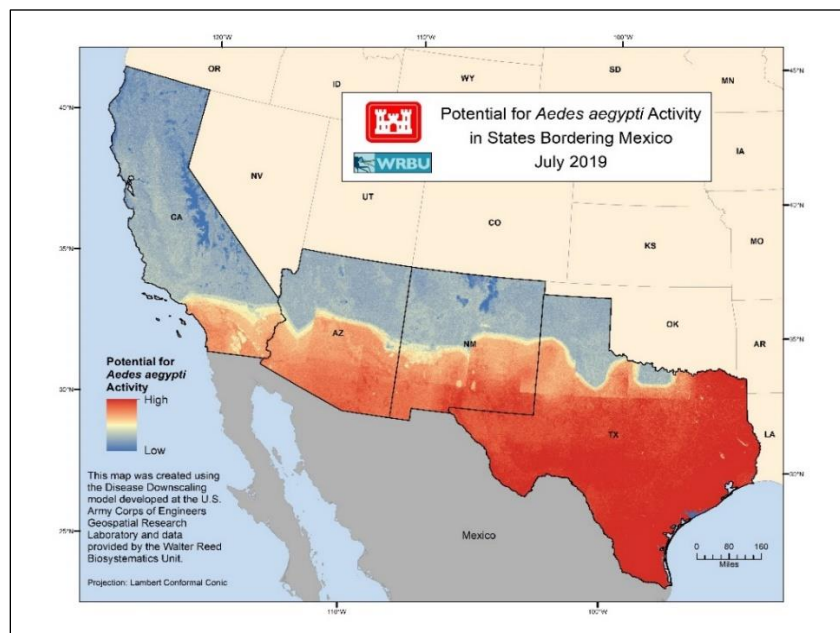 120°W
110°W
100°W
OR
ID
WY
SD
MN
45°N
40°N
Potential for Aedes aegypti Activity
in States Bordering Mexico
July 2019
WRBU
IA
NV
UT
CO
KS
MO
40°N
CA
35°N
OK
AR
35°N
AZ
NM
TX
LA
30°N
30°N
25°N
Potential for
Aedes aegypti
Activity
High
Low
This map was created using
the Disease Downscaling
model developed at the U.S.
Army Corps of Engineers
Geospatial Research
Laboratory and data
provided by the Walter Reed
Biosystematics Unit.
Projection: Lambert Conformal Conic
Mexico
0 40 80 160
Miles
110°W
100°W